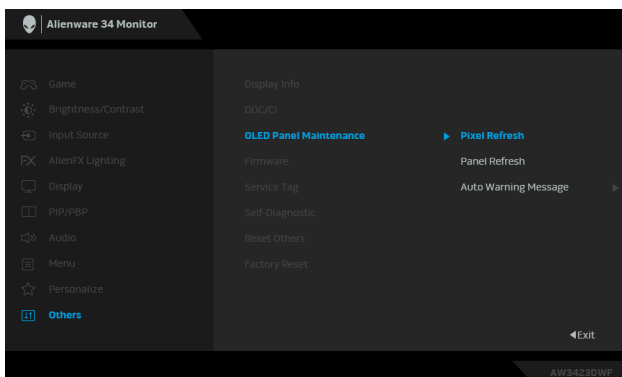 Alienware 34 Monitor
Game
Brightness/Contrast
Input Source
AlienFX Lighting
Display
PIP/PBP
Audio
Menu
Personalize
Others
Display Info
DDC/CI
OLED Panel Maintenance
Firmware
Service Tag
Self-Diagnostic
Reset Others
Factory Reset
Pixel Refresh
Panel Refresh
Auto Warning Message
Exit
AW3423DWF